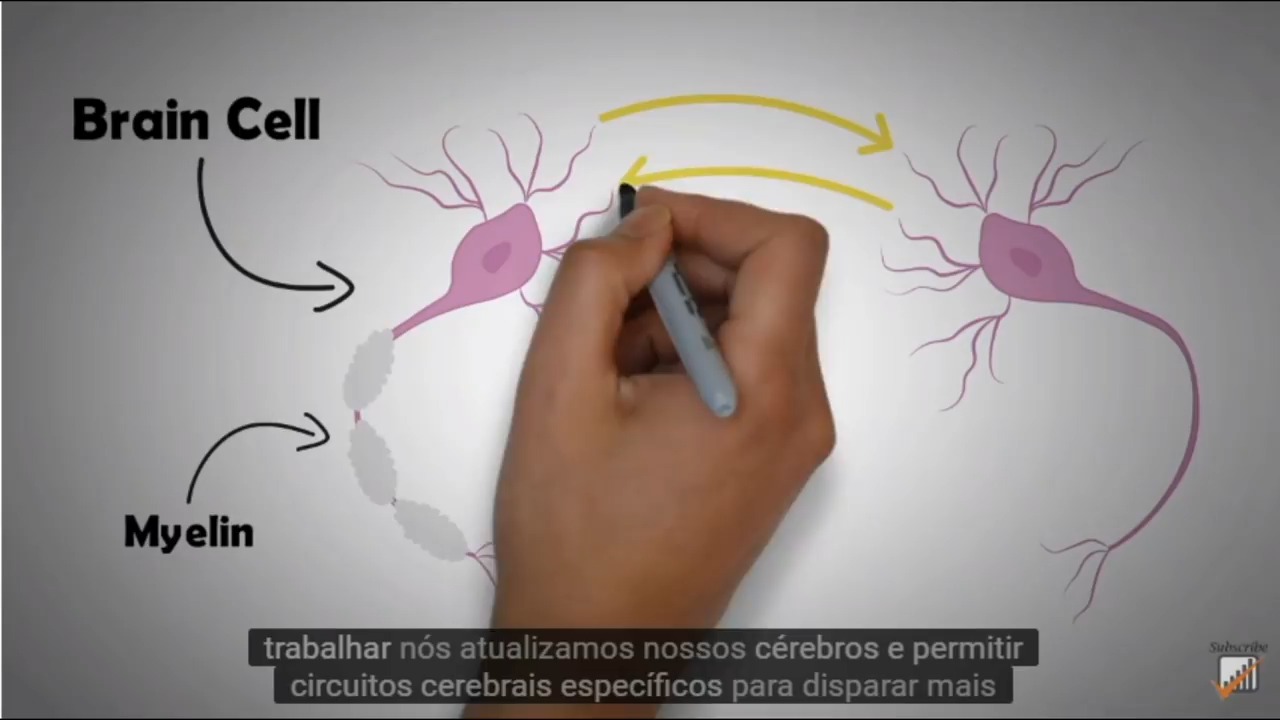 Brain Cell
Myelin
trabalhar nós atualizamos nossos cérebros e permitir
circuitos cerebrais específicos para disparar mais
Subscribe